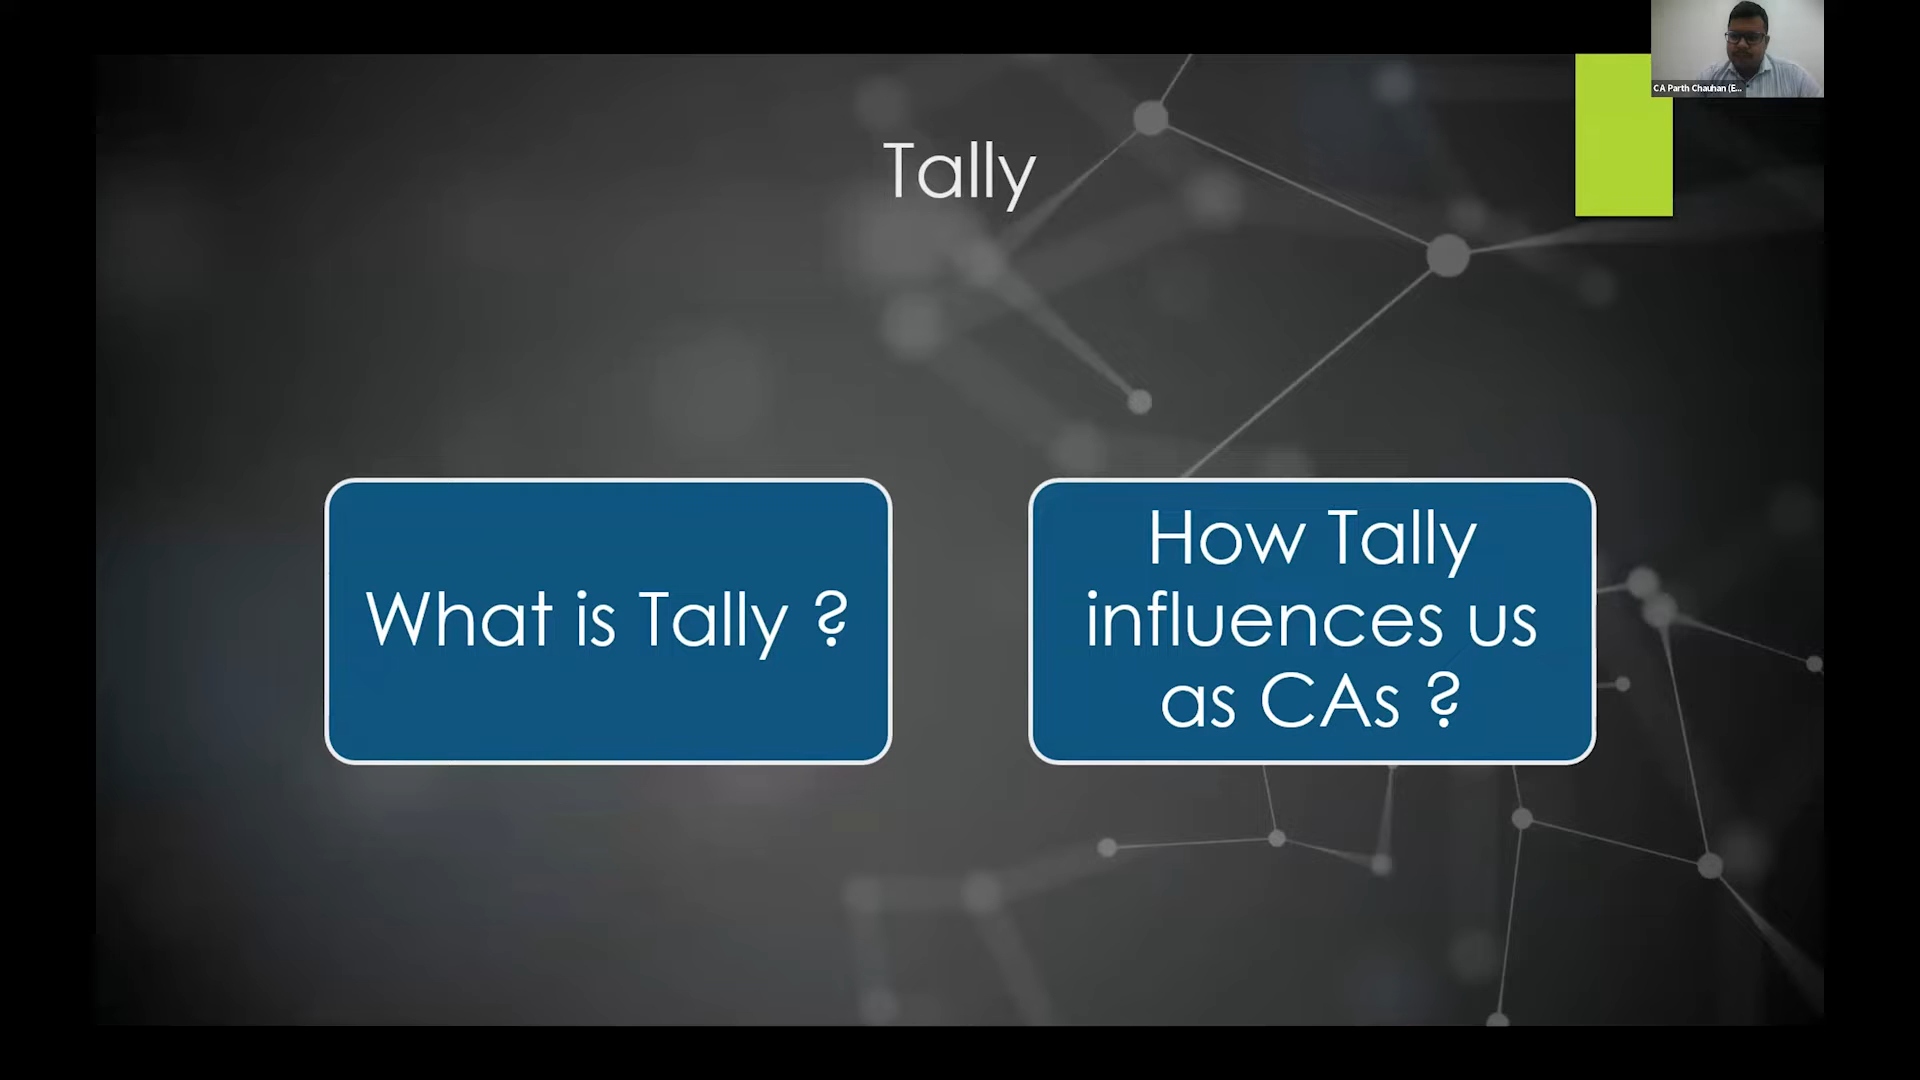 CA Parth Chauhan (E...
Tally
What is Tally ?
How Tally
influences us
as CAs ?